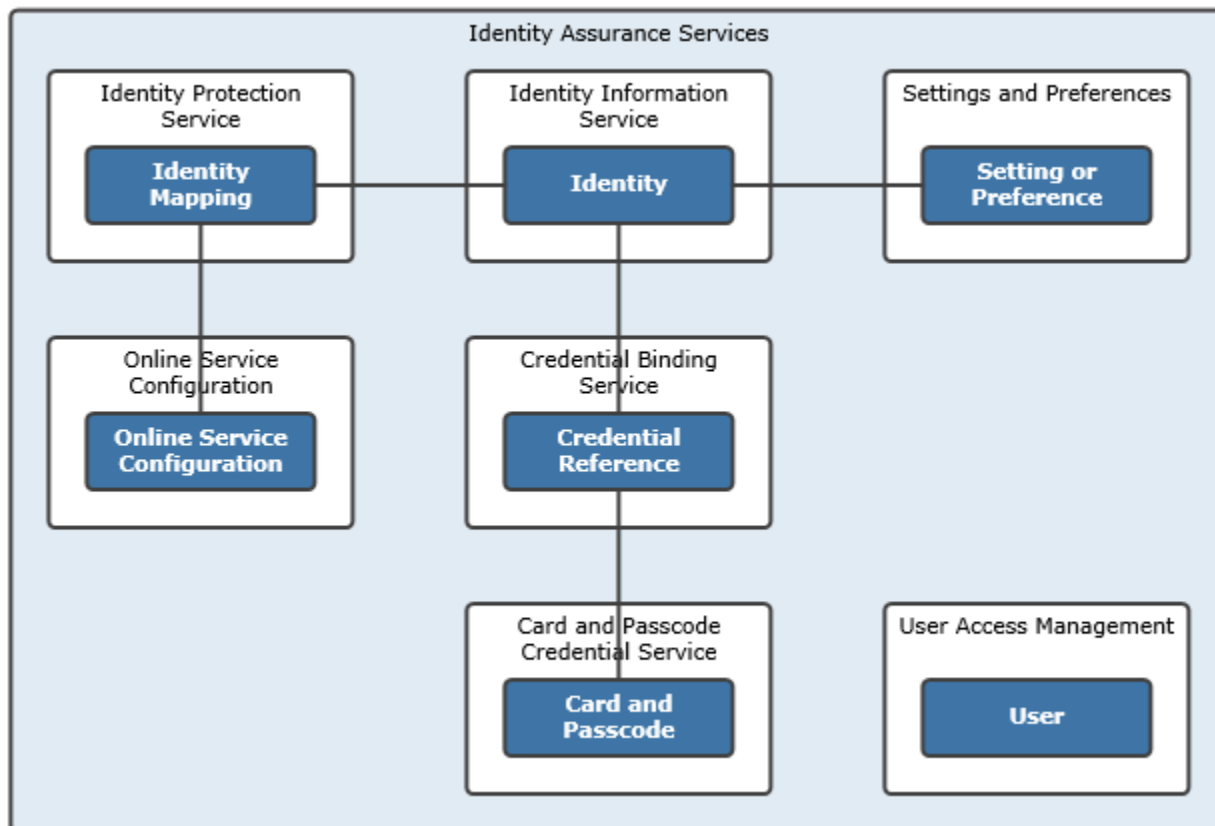 Identity Assurance Services
Identity Protection
Service
Identity
Mapping
Identity Information
Service
Identity
Settings and Preferences
Setting or
Preference
Online Service
Configuration
Online Service
Configuration
Credential Binding
Service
Credential
Reference
Card and Passcode
Credential Service
Card and
Passcode
User Access Management
User